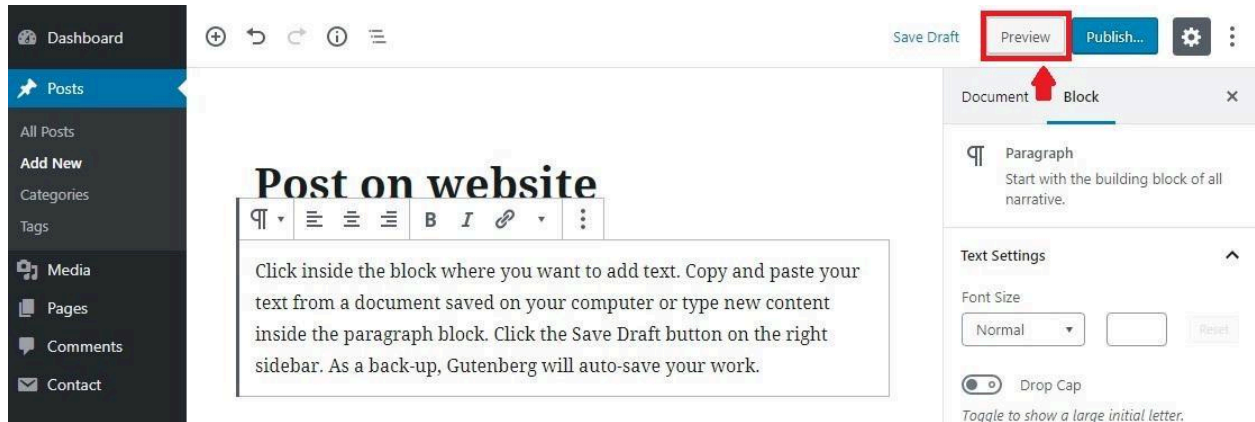 Dashboard
Save Draft Preview Publish...
Posts
Document Block
All Posts
Add New
Categories
Tags
Post on website
B I
Paragraph
Start with the building block of all
narrative.
Media
Pages
Comments
Contact
Click inside the block where you want to add text. Copy and paste your
text from a document saved on your computer or type new content
inside the paragraph block. Click the Save Draft button on the right
sidebar. As a back-up, Gutenberg will auto-save your work.
Text Settings
Font Size
Normal Reset
Drop Cap
Toggle to show a large initial letter.